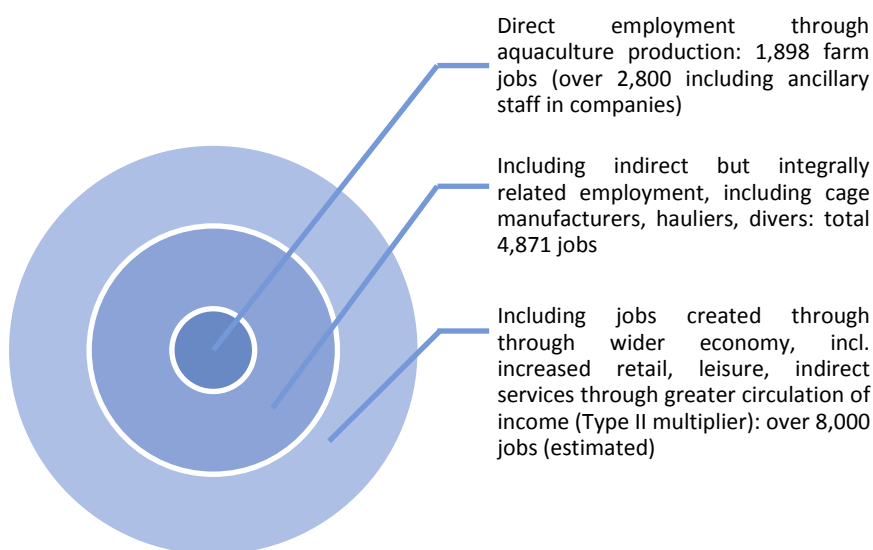 Direct employment through
aquaculture production: 1,898 farm
jobs (over 2,800 including ancillary
staff in companies)
Including indirect but integrally
related employment, including cage
manufacturers, hauliers, divers: total
4,871 jobs
Including jobs created through
through wider economy, incl.
increased retail, leisure, indirect
services through greater circulation of
income (Type II multiplier): over 8,000
jobs (estimated)